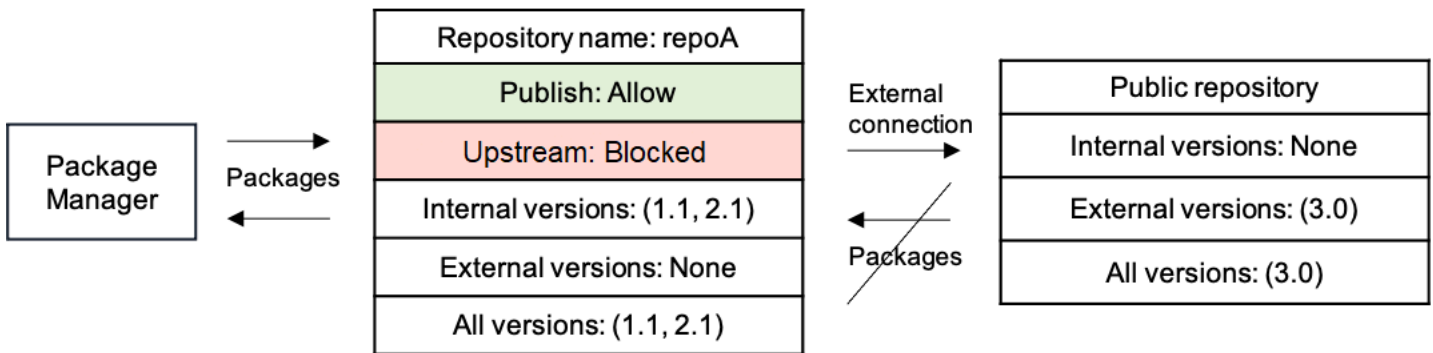 Package
Manager
Packages
Repository name: repoA
Publish: Allow
Upstream: Blocked
Internal versions: (1.1, 2.1)
External versions: None
All versions: (1.1, 2.1)
External
connection
Packages
Public repository
Internal versions: None
External versions: (3.0)
All versions: (3.0)